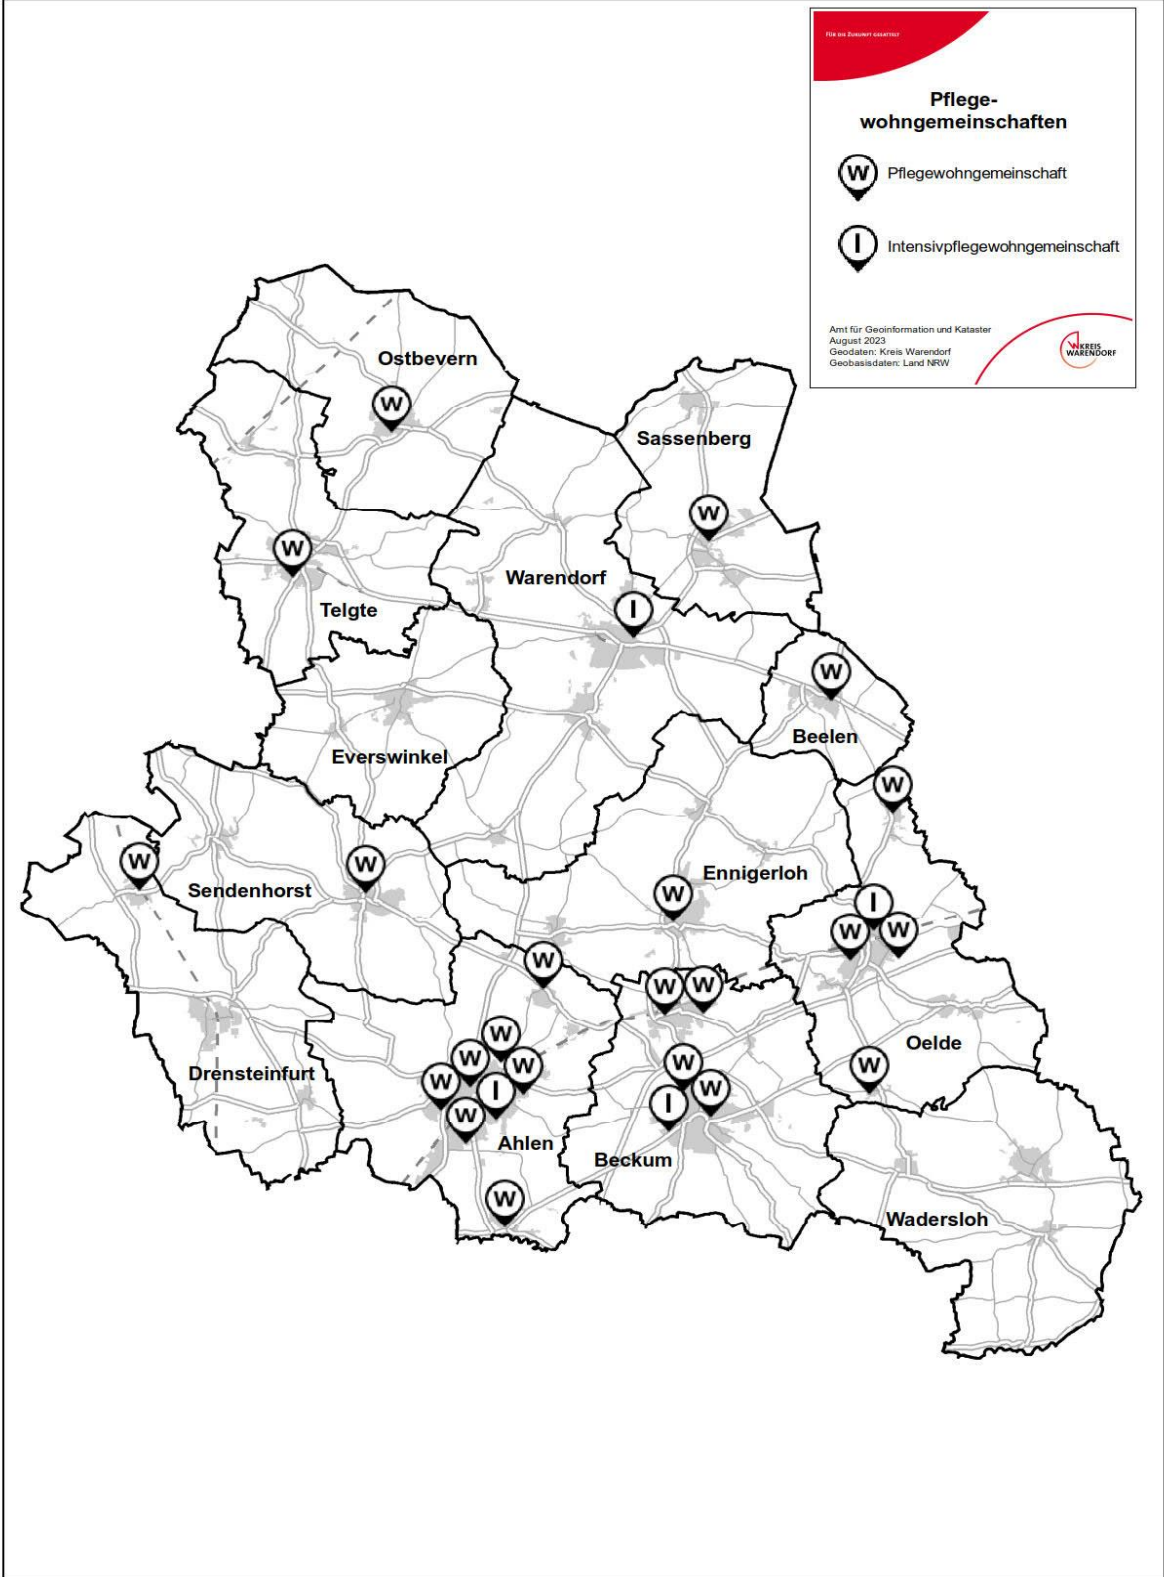 FÜR DIE ZUKUNFT GESATTELT
Pflege-
wohngemeinschaften
W Pflegewohngemeinschaft
I Intensivpflegewohngemeinschaft
Amt für Geoinformation und Kataster
August 2023
Geodaten: Kreis Warendorf
Geobasisdaten: Land NRW
KREIS
WARENDORF
Ostbevern
W
Sassenberg
W
W
Warendorf
Telgte
I
W
Beelen
Everswinkel
W
W
W
Ennigerloh
Sendenhorst
W
I
W
W
W
W
W
W
Oelde
W
W
W
W
W
Drensteinfurt
W
I
W
I
W
Ahlen
Beckum
W
Wadersloh